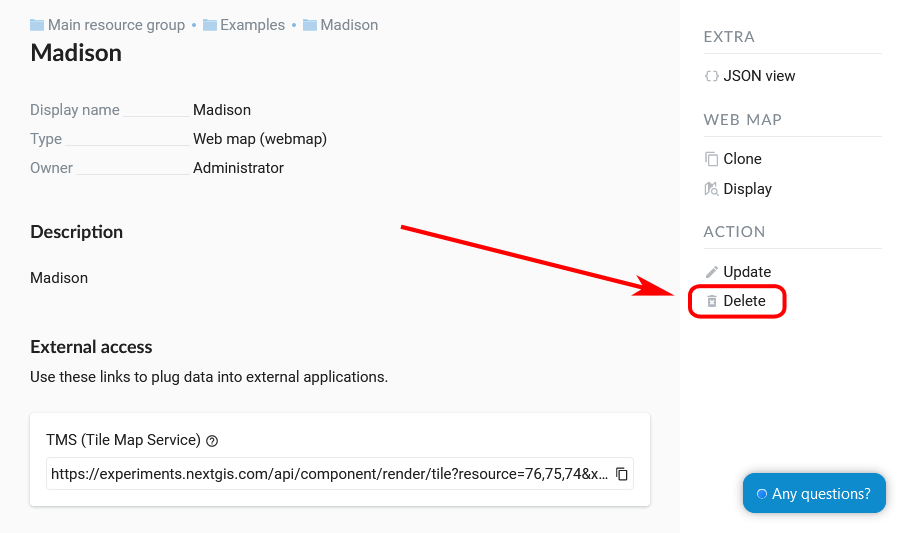 Main resource group • Examples • Madison
Madison
Display name Madison
Type Web map (webmap)
Owner Administrator
Description
Madison
External access
Use these links to plug data into external applications.
TMS (Tile Map Service)
https://experiments.nextgis.com/api/component/render/tile?resource=76,75,74&x...
EXTRA
JSON view
WEB MAP
Clone
Display
ACTION
Update
Delete
Any questions?